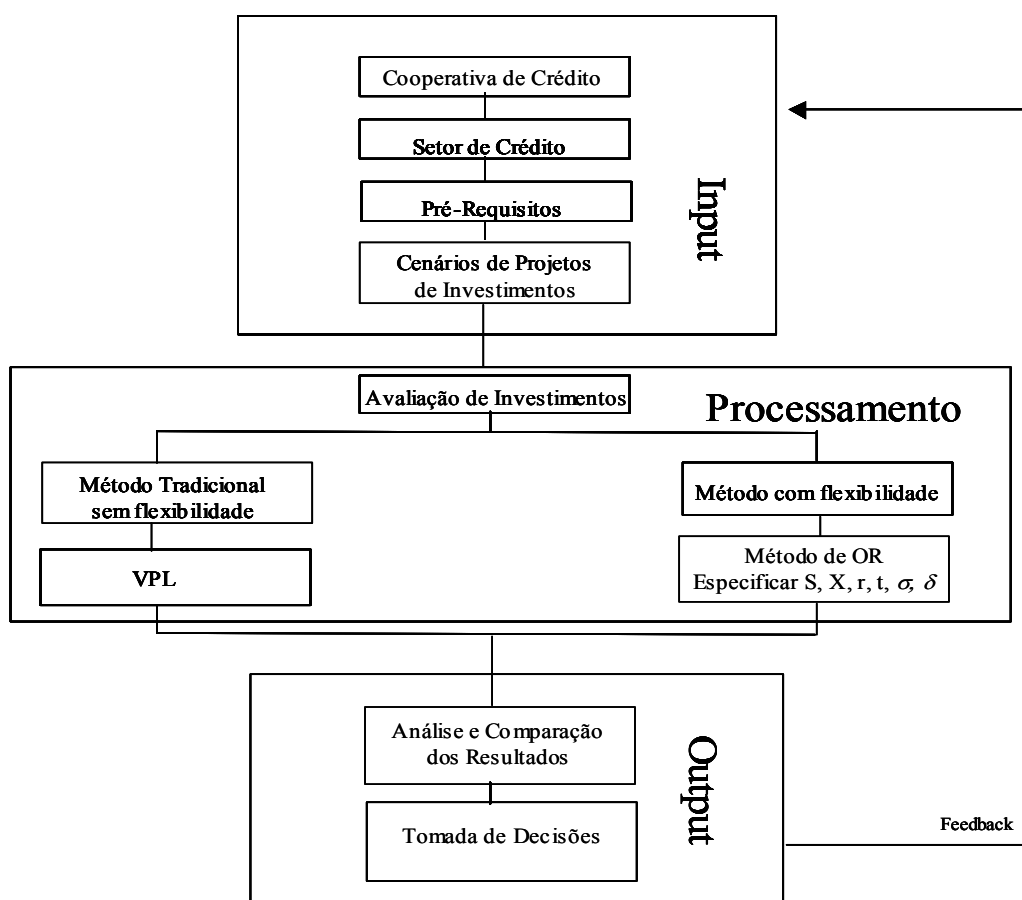 Cooperativa de Crédito
Setor de Crédito
Pré-Requisitos
Cenários de Projetos
de Investimentos
Input
Avaliação de Investimentos
Processamento
Método Tradicional
sem flexibilidade
VPL
Método com flexibilidade
Método de OR
Especificar S, X, r, t, σ, δ
Análise e Comparação
dos Resultados
Tomada de Decisões
Output
Feedback